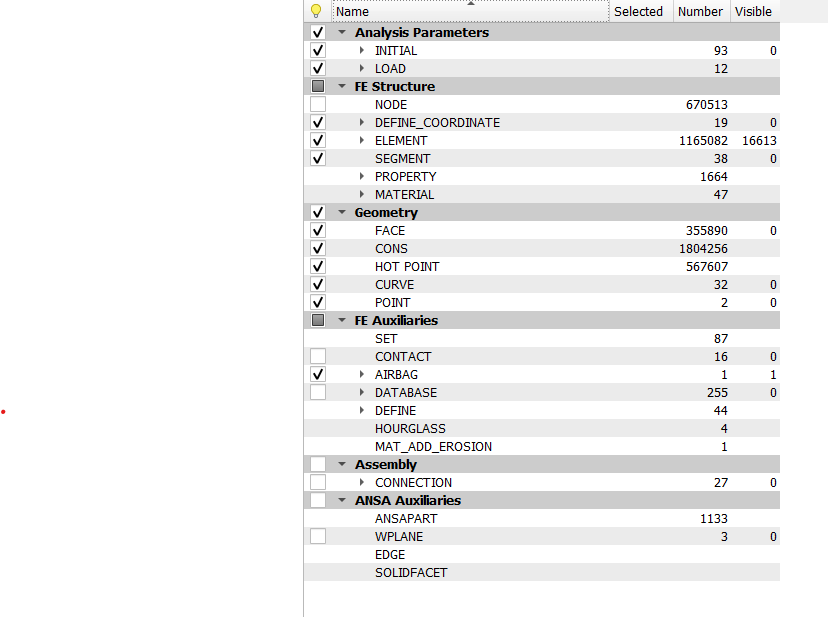 Name Selected Number Visible
Analysis Parameters
INITIAL 93 0
LOAD 12
FE Structure
NODE 670513
DEFINE_COORDINATE 19 0
ELEMENT 1165082 16613
SEGMENT 38 0
PROPERTY 1664
MATERIAL 47
Geometry
FACE 355890 0
CONS 1804256
HOT POINT 567607
CURVE 32 0
POINT 2 0
FE Auxiliaries
SET 87
CONTACT 16 0
AIRBAG 1 1
DATABASE 255 0
DEFINE 44
HOURGLASS 4
MAT_ADD_EROSION 1
Assembly
CONNECTION 27 0
ANSA Auxiliaries
ANSAPART 1133
WPLANE 3 0
EDGE
SOLIDFACET